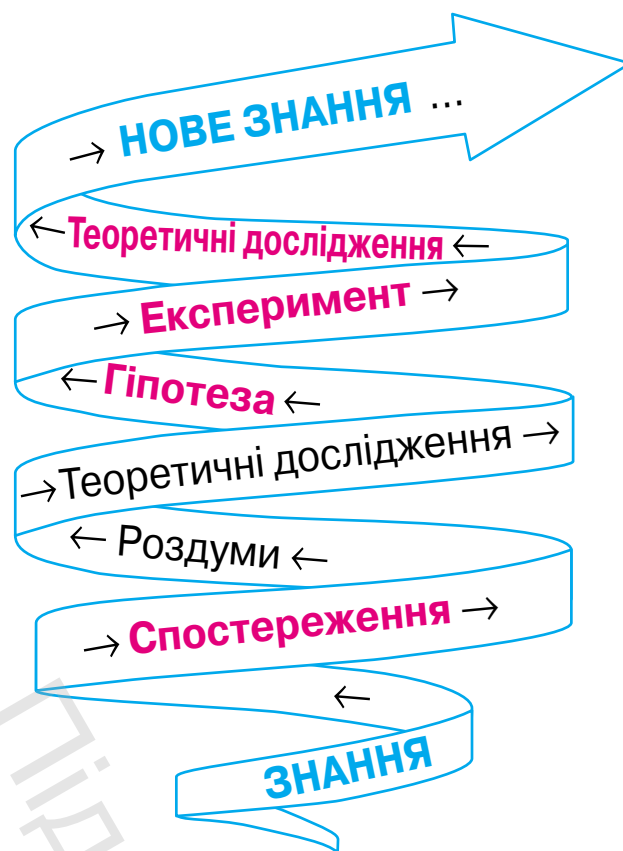 → НОВЕ ЗНАННЯ ...
← Теоретичні дослідження ←
→ Експеримент →
← Гіпотеза ←
→ Теоретичні дослідження →
← Роздуми ←
→ Спостереження →
←
ЗНАННЯ